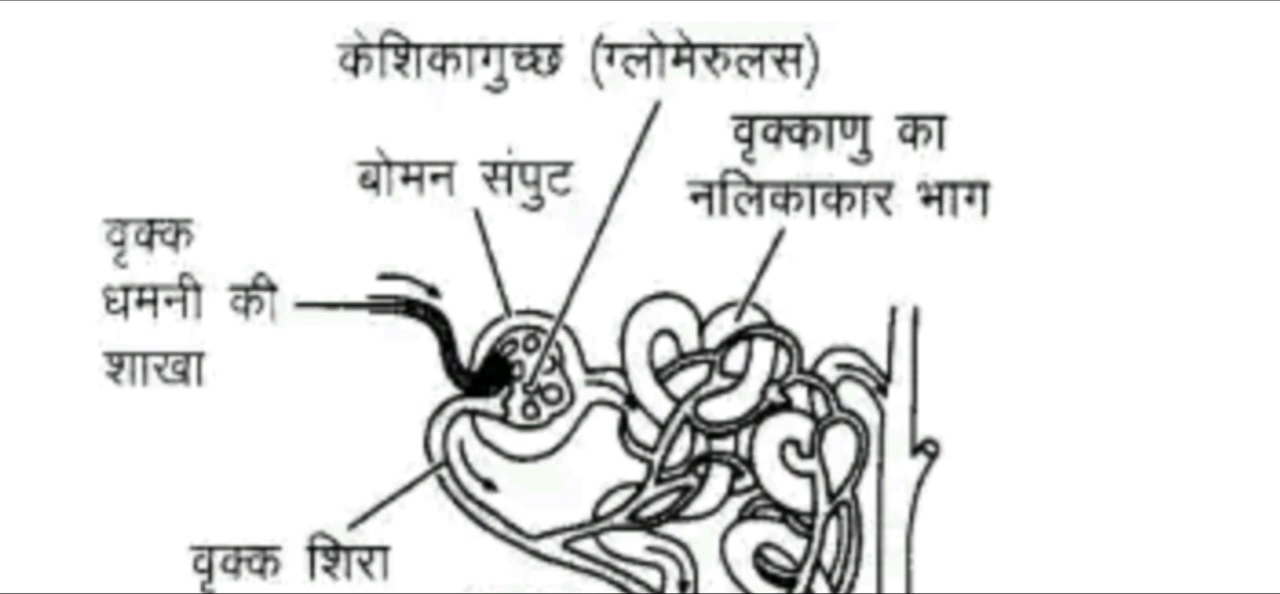 केशिकागुच्छ (ग्लोमेरुलस)
बोमन संपुट
वृक्काणु का
नलिकाकार भाग
वृक्क
धमनी की
शाखा
वृक्क शिरा